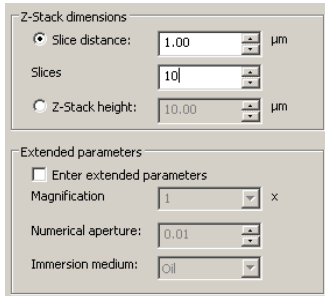 Z-Stack dimensions
Slice distance: 1.00 µm
Slices 10
Z-Stack height: 10.00 µm
Extended parameters
Enter extended parameters
Magnification 1 x
Numerical aperture: 0.01
Immersion medium: Oil